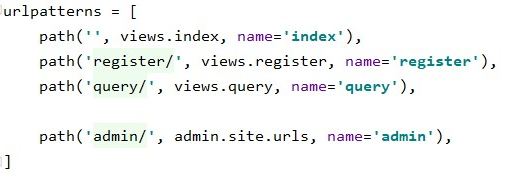 urlpatterns = [
    path('', views.index, name='index'),
    path('register/', views.register, name='register'),
    path('query/', views.query, name='query'),
    path('admin/', admin.site.urls, name='admin'),
]